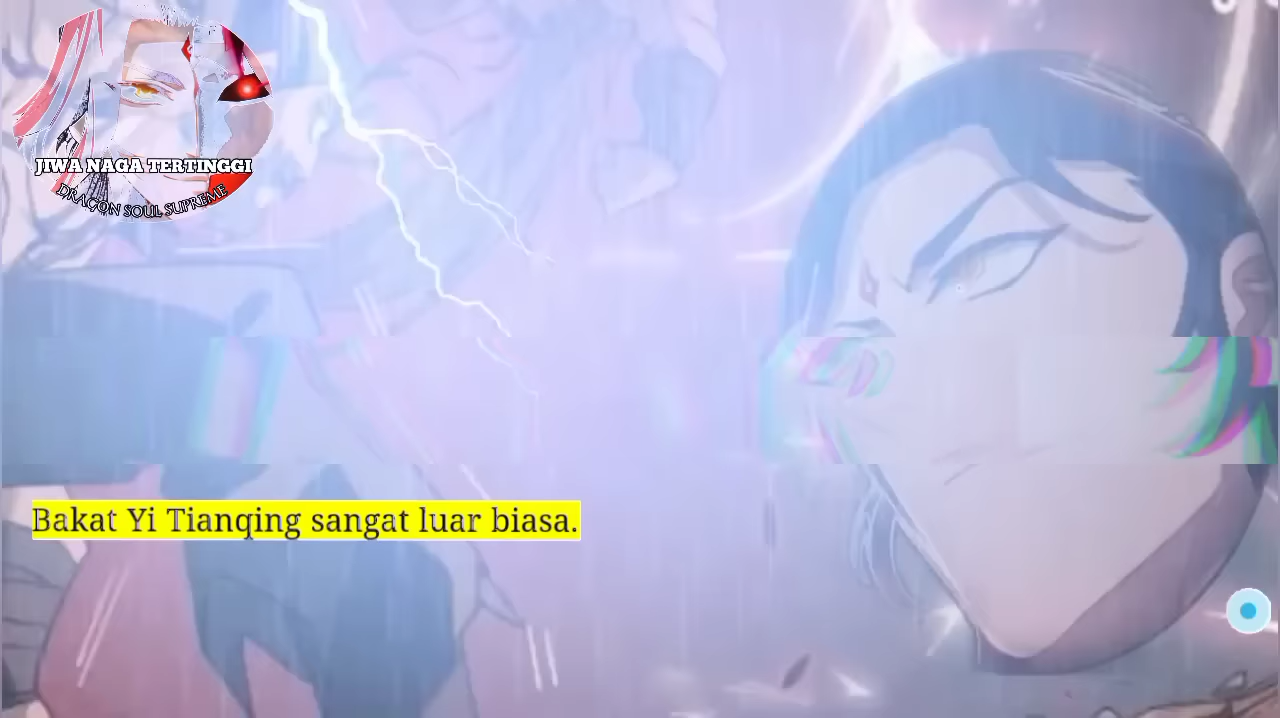 JIWA NAGA TERTINGGI
DRAGON SOUL SUPREME
Bakat Yi Tianqing sangat luar biasa.